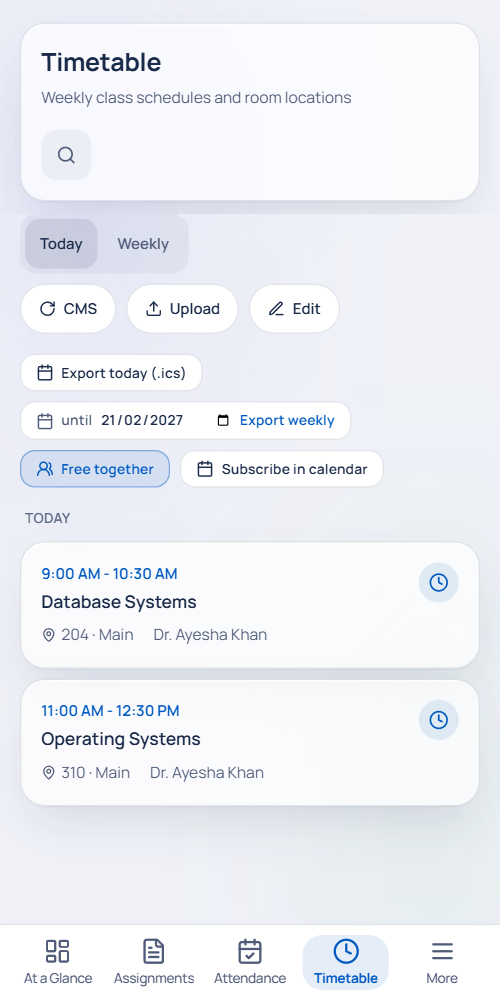 Timetable
Weekly class schedules and room locations
Today Weekly
CMS Upload Edit
Export today (.ics)
until 21/02/2027 Export weekly
Free together Subscribe in calendar
TODAY
9:00 AM - 10:30 AM
Database Systems
204 · Main Dr. Ayesha Khan
11:00 AM - 12:30 PM
Operating Systems
310 · Main Dr. Ayesha Khan
At a Glance Assignments Attendance Timetable More